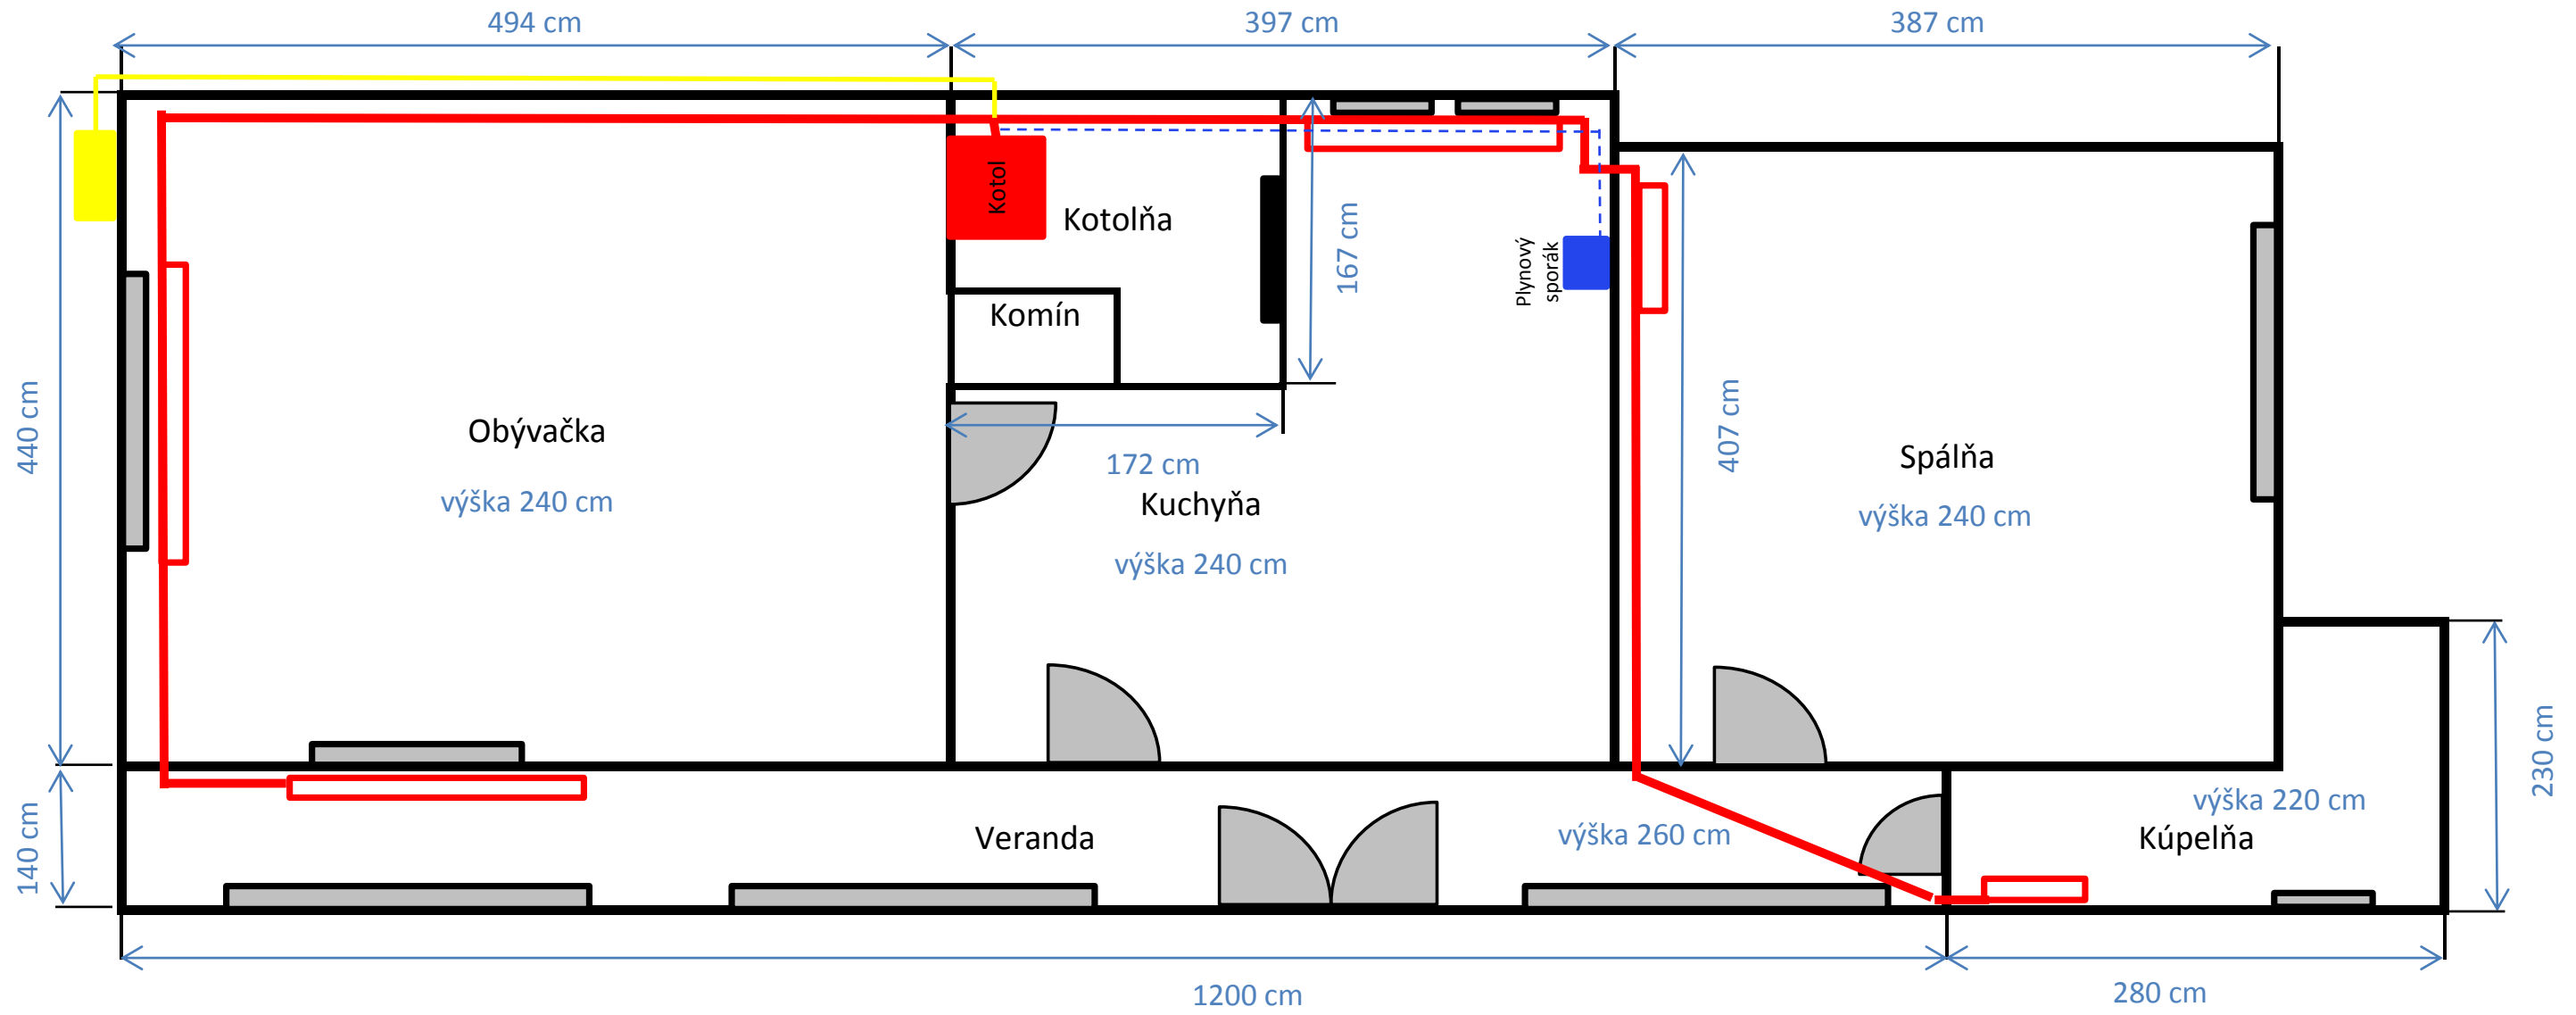 494 cm
397 cm
387 cm
Kotol
Kotolňa
167 cm
Plynový
sporák
Komín
440 cm
Obývačka
výška 240 cm
172 cm
Kuchyňa
výška 240 cm
407 cm
Spálňa
výška 240 cm
140 cm
Veranda
výška 260 cm
výška 220 cm
Kúpelňa
230 cm
1200 cm
280 cm